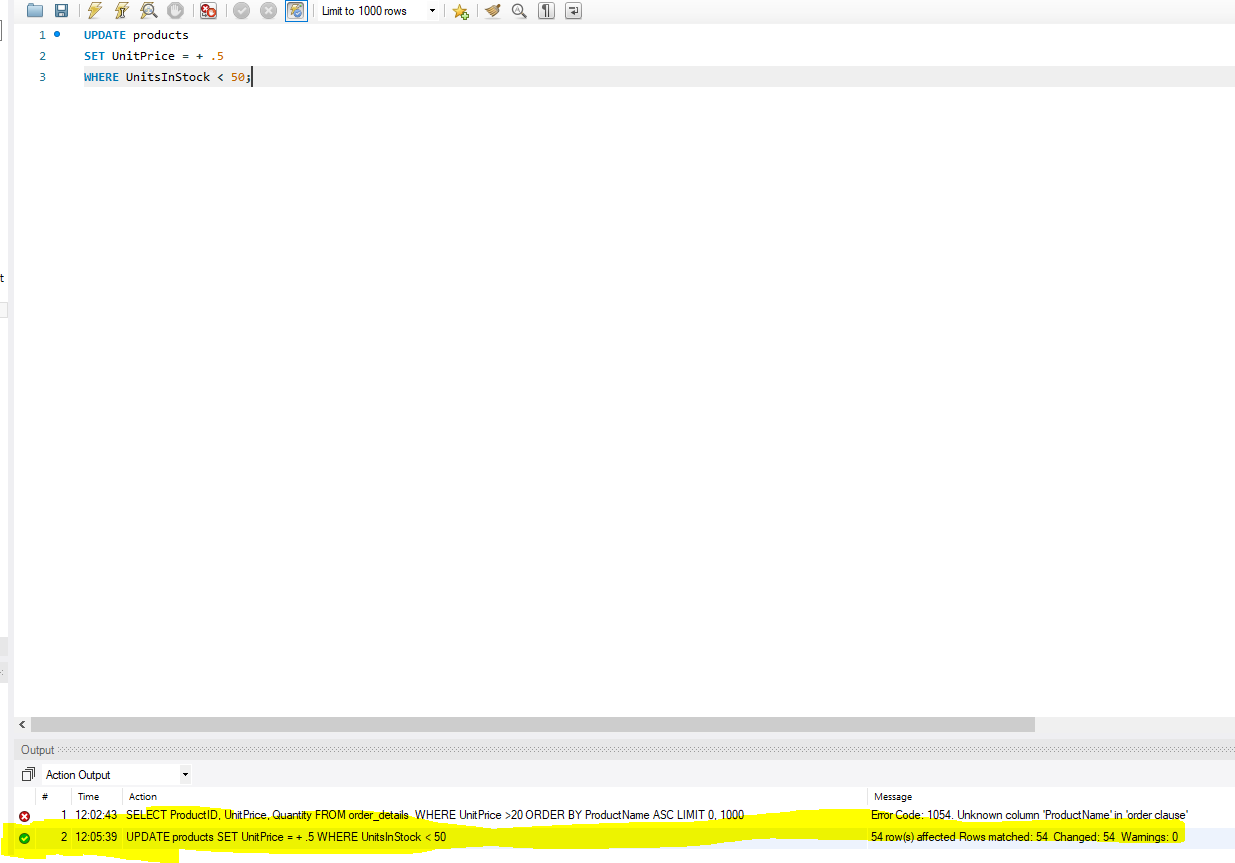 Limit to 1000 rows
1 UPDATE products
2 SET UnitPrice = + .5
3 WHERE UnitsInStock < 50;
t
Output
Action Output
# Time Action Message
1 12:02:43 SELECT ProductID, UnitPrice, Quantity FROM order_details WHERE UnitPrice >20 ORDER BY ProductName ASC LIMIT 0, 1000 Error Code: 1054. Unknown column 'ProductName' in 'order clause'
2 12:05:39 UPDATE products SET UnitPrice = + .5 WHERE UnitsInStock < 50 54 row(s) affected Rows matched: 54 Changed: 54 Warnings: 0